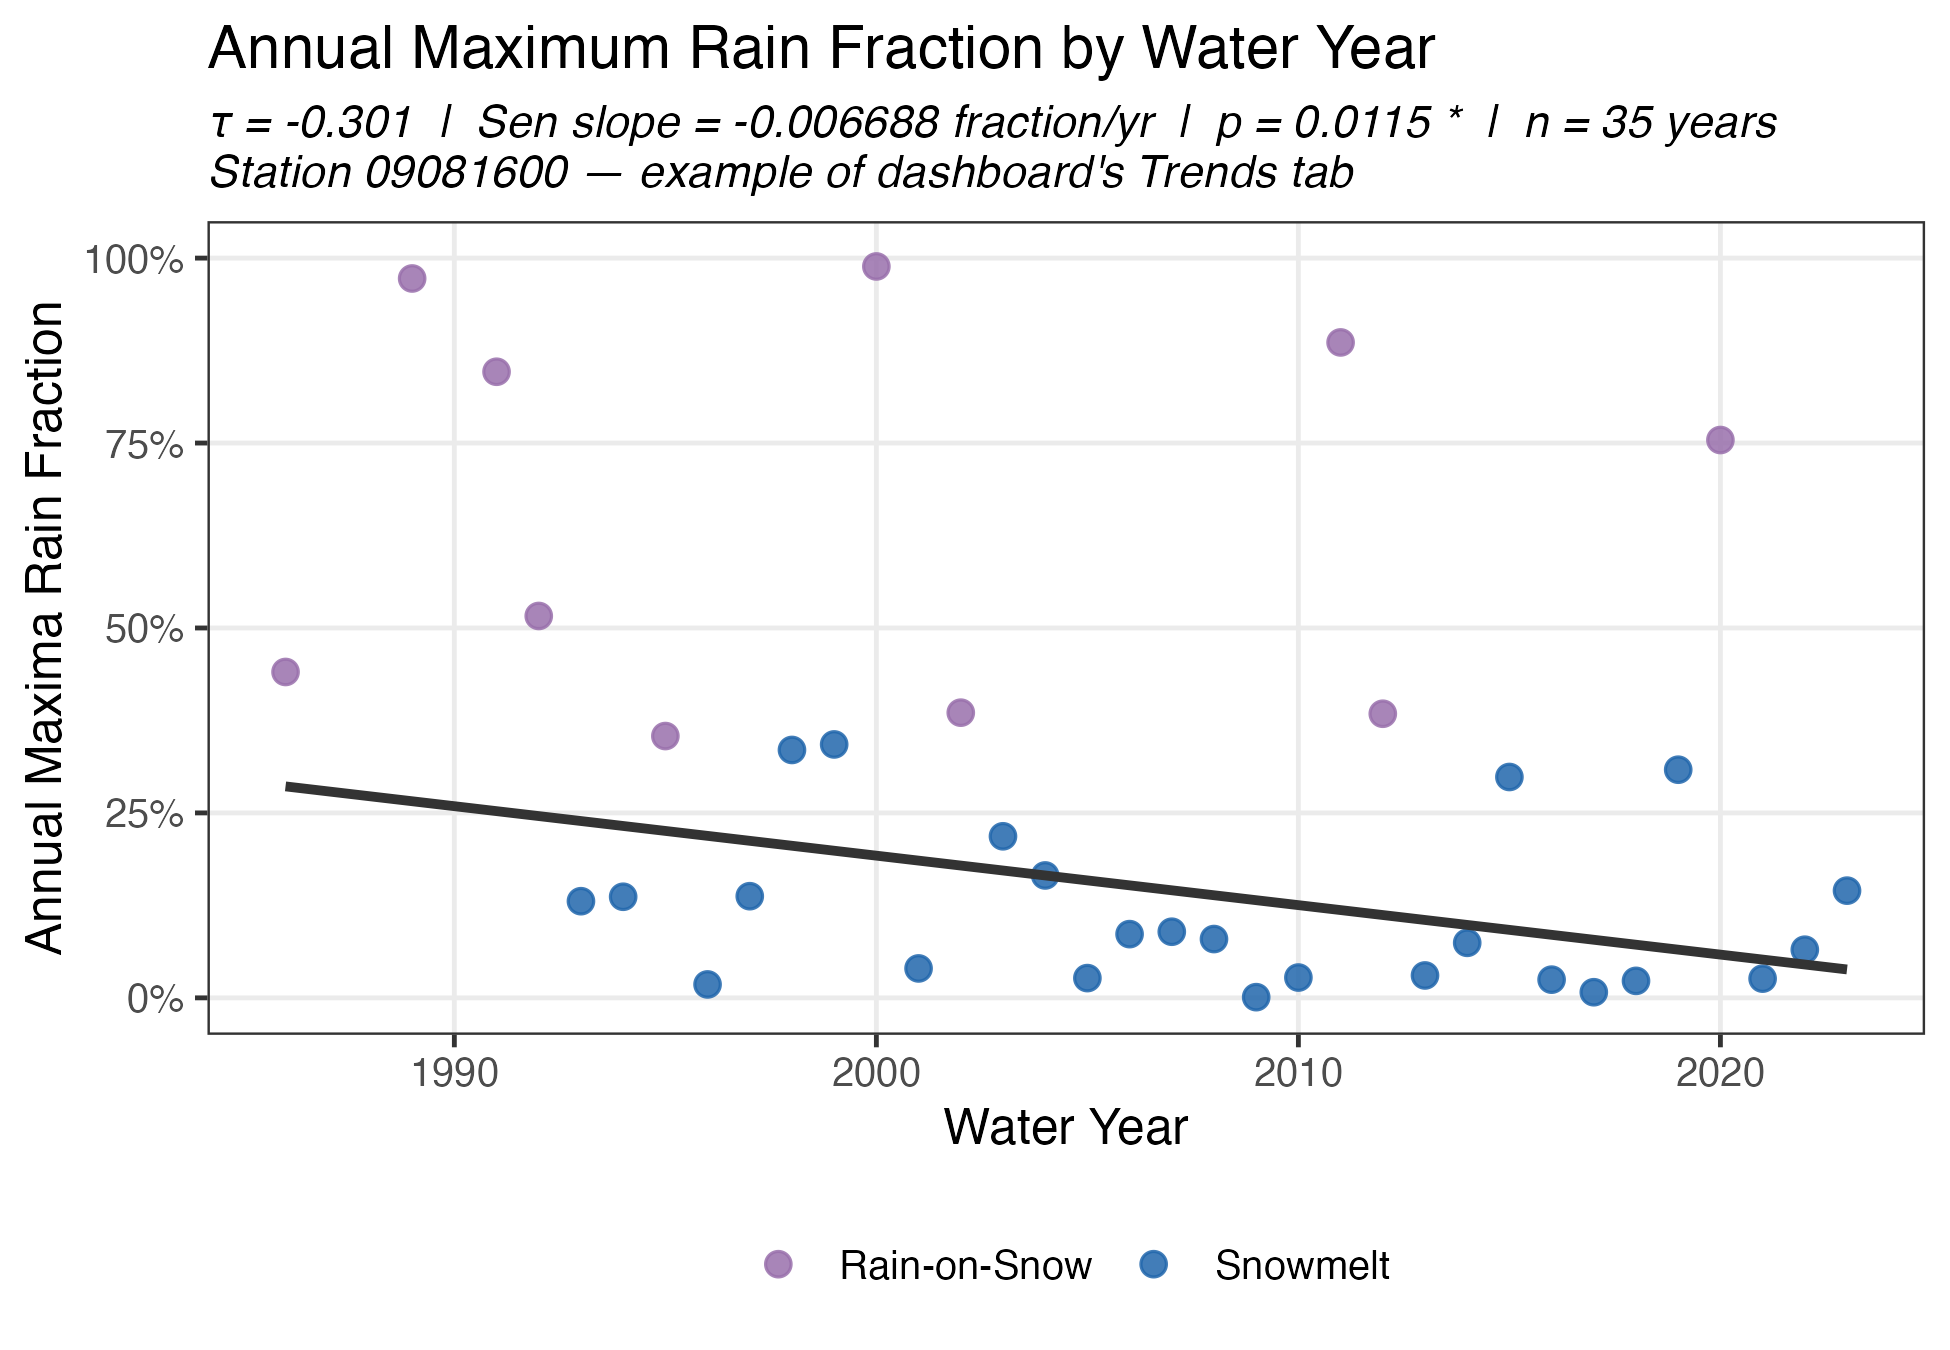 Annual Maximum Rain Fraction by Water Year
τ = -0.301 | Sen slope = -0.006688 fraction/yr | p = 0.0115 * | n = 35 years
Station 09081600 — example of dashboard's Trends tab
Annual Maxima Rain Fraction
100%
75%
50%
25%
0%
1990 2000 2010 2020
Water Year
Rain-on-Snow Snowmelt